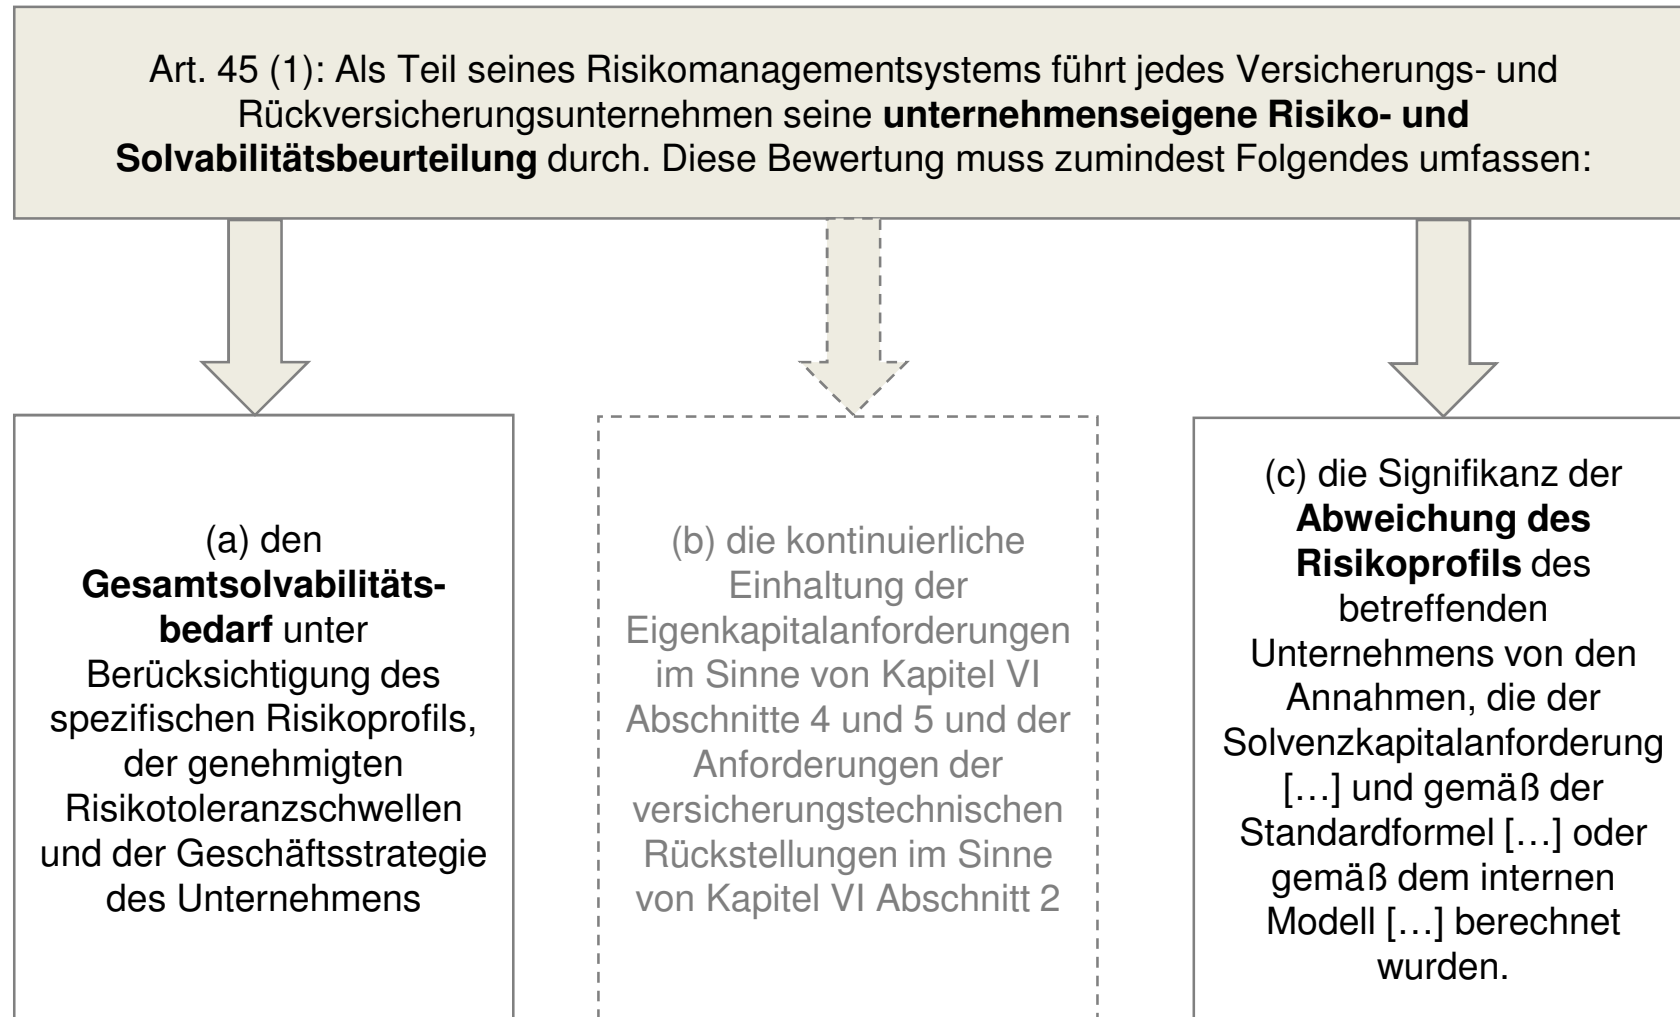 Art. 45 (1): Als Teil seines Risikomanagementsystems führt jedes Versicherungs- und
Rückversicherungsunternehmen seine unternehmenseigene Risiko- und
Solvabilitätsbeurteilung durch. Diese Bewertung muss zumindest Folgendes umfassen:
(a) den
Gesamtsolvabilitäts-
bedarf unter
Berücksichtigung des
spezifischen Risikoprofils,
der genehmigten
Risikotoleranzschwellen
und der Geschäftsstrategie
des Unternehmens
(b) die kontinuierliche
Einhaltung der
Eigenkapitalanforderungen
im Sinne von Kapitel VI
Abschnitte 4 und 5 und der
Anforderungen der
versicherungstechnischen
Rückstellungen im Sinne
von Kapitel VI Abschnitt 2
(c) die Signifikanz der
Abweichung des
Risikoprofils des
betreffenden
Unternehmens von den
Annahmen, die der
Solvenzkapitalanforderung
[…] und gemäß der
Standardformel […] oder
gemäß dem internen
Modell […] berechnet
wurden.